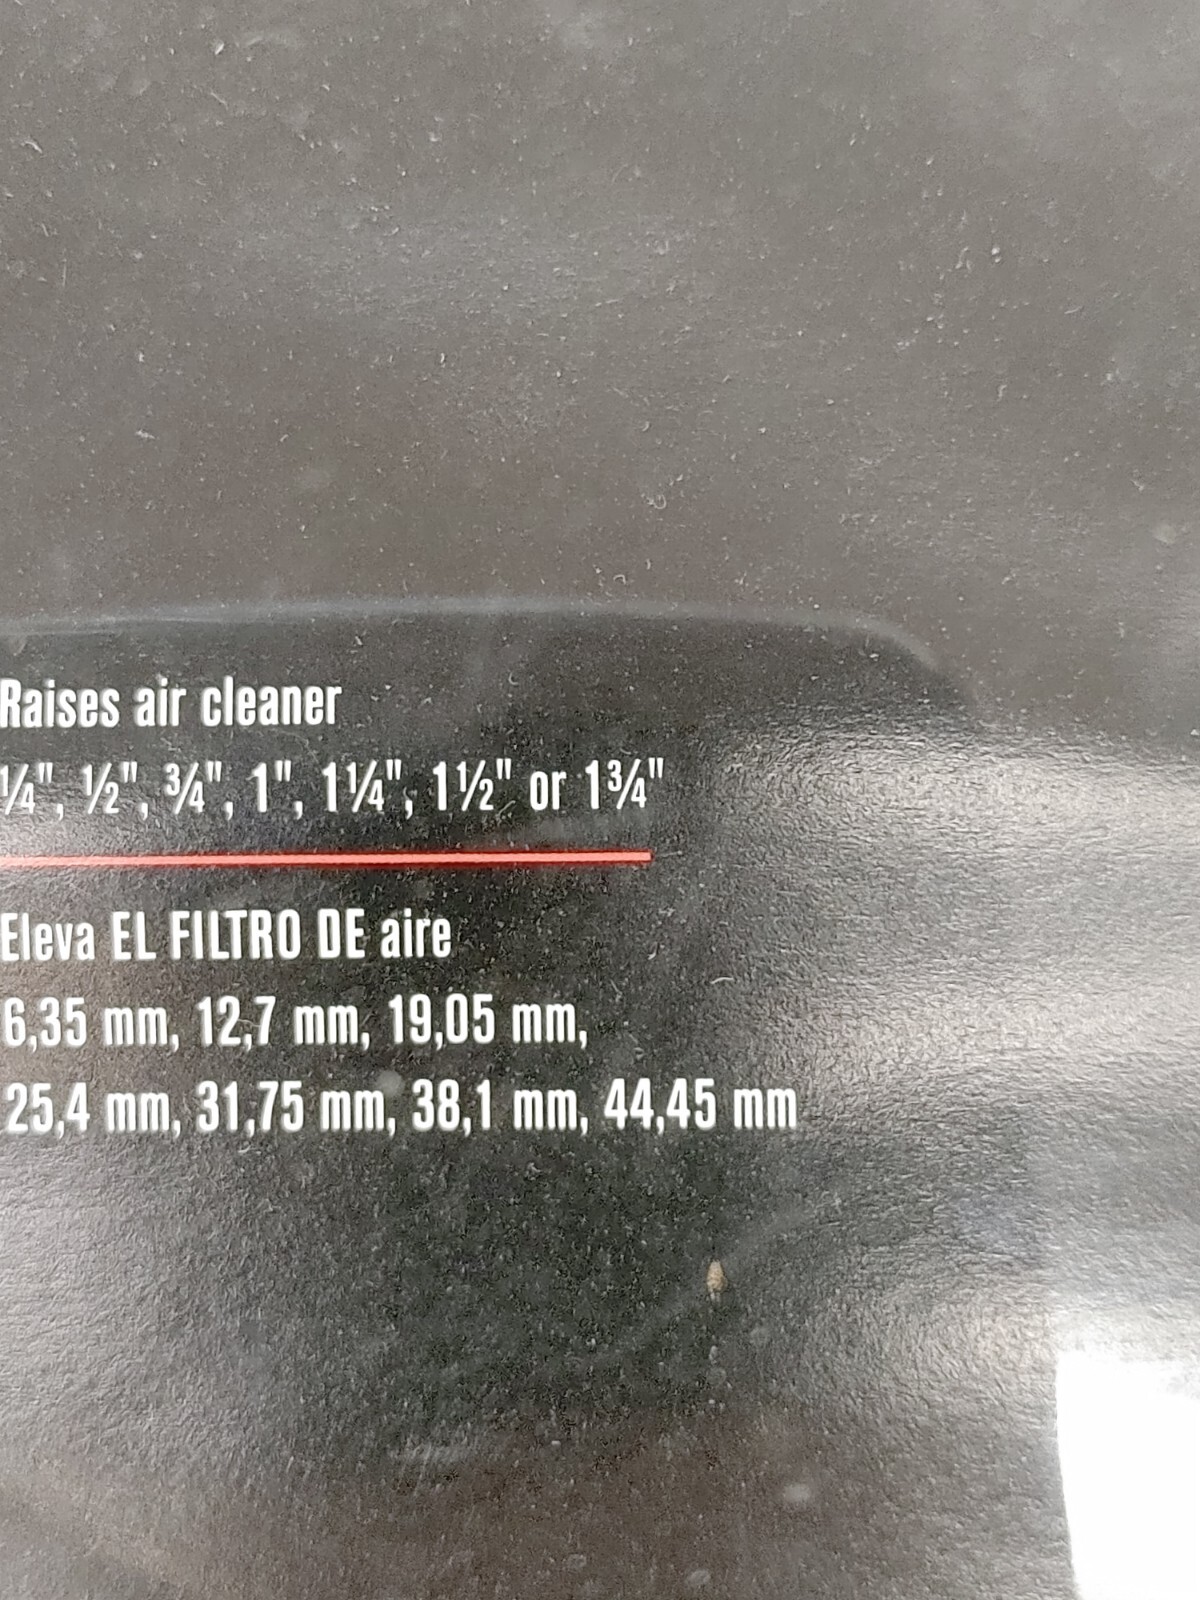 Raises air cleaner
¼", ½", ¾", 1", 1¼", 1½" or 1¾"
Eleva EL FILTRO DE aire
6,35 mm, 12,7 mm, 19,05 mm,
25,4 mm, 31,75 mm, 38,1 mm, 44,45 mm